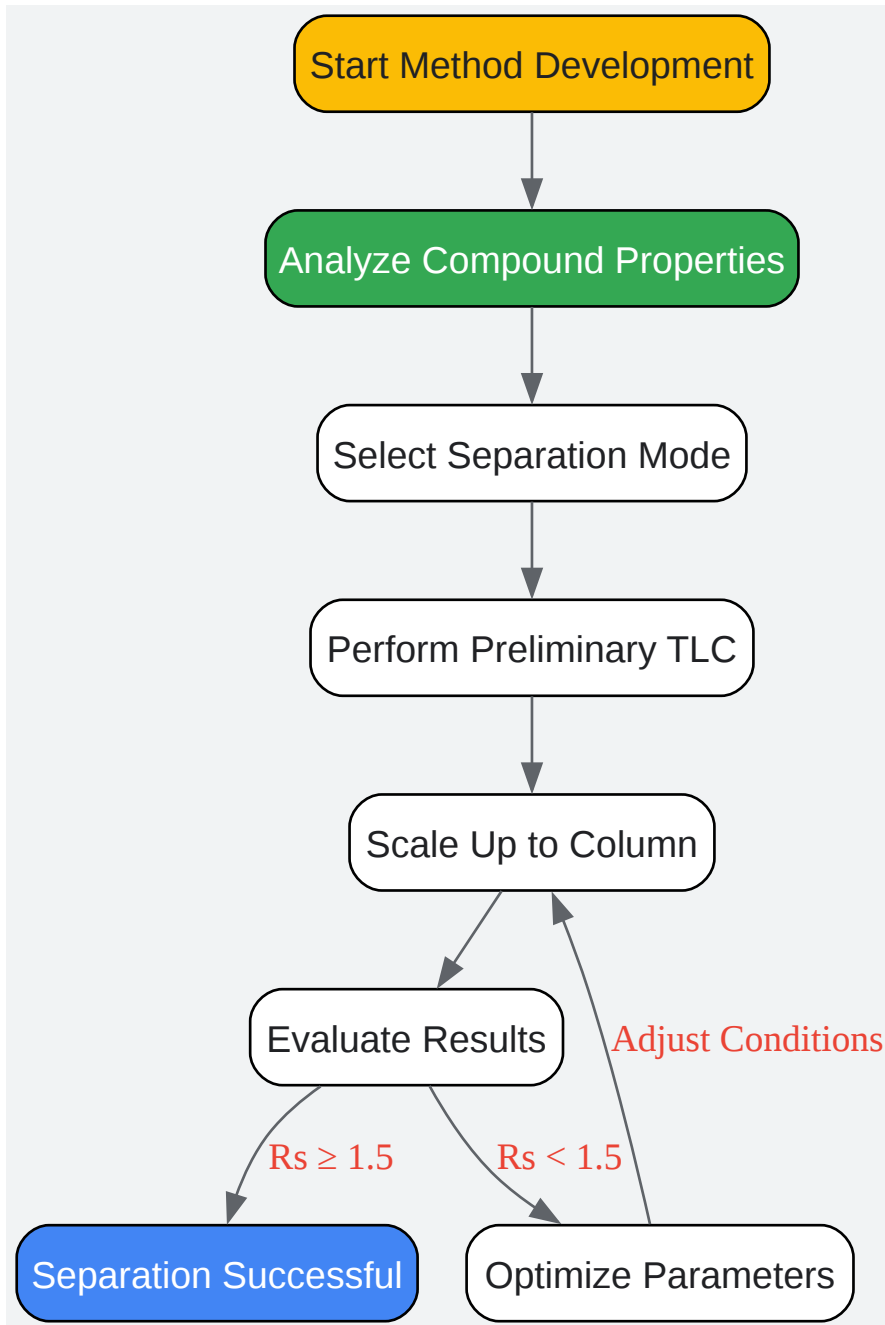 Start Method Development
Analyze Compound Properties
Select Separation Mode
Perform Preliminary TLC
Scale Up to Column
Evaluate Results
Adjust Conditions
Rs ≥ 1.5
Rs < 1.5
Separation Successful
Optimize Parameters